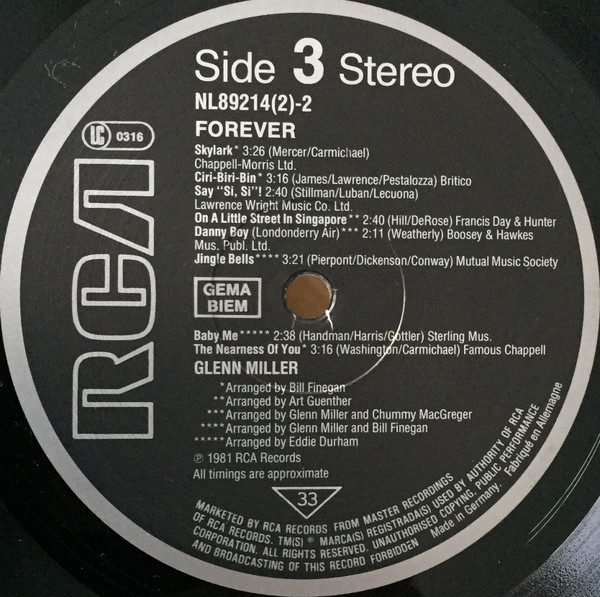 Side 3 Stereo
NL89214(2)-2
FOREVER
LC 0316
RCA
Skylark* 3:26 (Mercer/Carmichael)
Chappell-Morris Ltd.
Ciri-Biri-Bin* 3:16 (James/Lawrence/Pestalozza) Britico
Say "Si, Si"! 2:40 (Stillman/Luban/Lecuona)
Lawrence Wright Music Co. Ltd.
On A Little Street In Singapore** 2:40 (Hill/DeRose) Francis Day & Hunter
Danny Boy (Londonderry Air)*** 2:11 (Weatherly) Boosey & Hawkes
Mus. Publ. Ltd.
Jingle Bells**** 3:21 (Pierpont/Dickenson/Conway) Mutual Music Society
GEMA
BIEM
Baby Me***** 2:38 (Handman/Harris/Gottler) Sterling Mus.
The Nearness Of You* 3:16 (Washington/Carmichael) Famous Chappell
GLENN MILLER
*Arranged by Bill Finegan
**Arranged by Art Guenther
***Arranged by Glenn Miller and Chummy MacGreger
****Arranged by Glenn Miller and Bill Finegan
*****Arranged by Eddie Durham
℗ 1981 RCA Records
All timings are approximate
33
MARKETED BY RCA RECORDS FROM MASTER RECORDINGS
OF RCA RECORDS. TM(S) ® MARCA(S) REGISTRADA(S) USED BY AUTHORITY OF RCA
CORPORATION. ALL RIGHTS RESERVED. UNAUTHORISED COPYING, PUBLIC PERFORMANCE
AND BROADCASTING OF THIS RECORD FORBIDDEN Made in Germany. Fabriqué en Allemagne